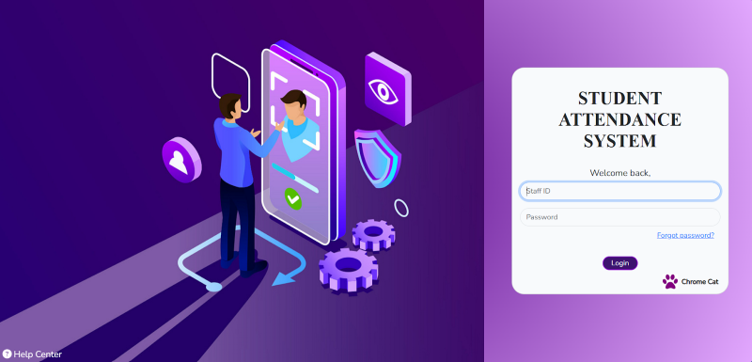 STUDENT
ATTENDANCE
SYSTEM
Welcome back,
Staff ID
Password
Forgot password?
Login
Chrome Cat
? Help Center